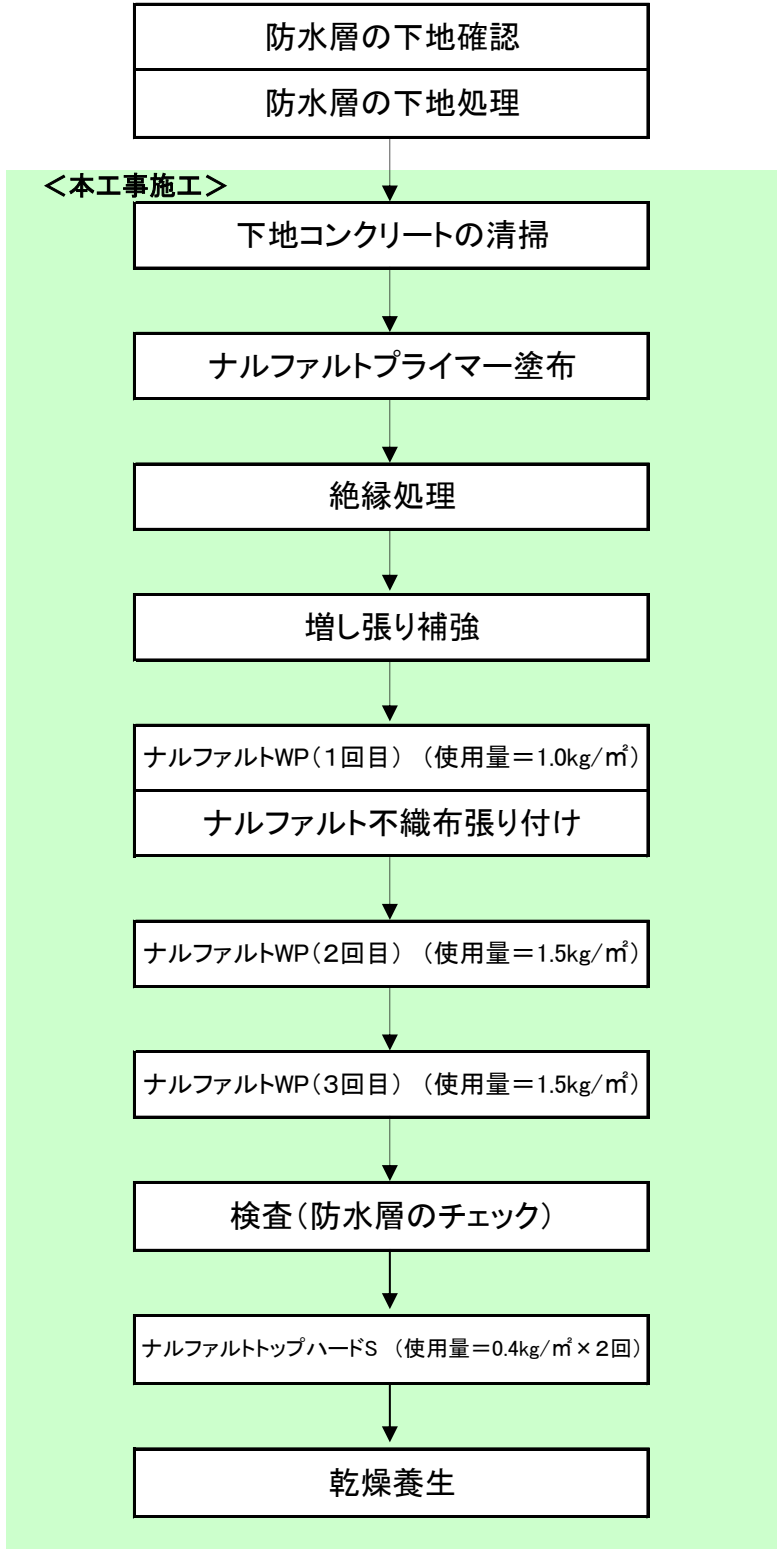 防水層の下地確認
防水層の下地処理
＜本工事施工＞
下地コンクリートの清掃
ナルファルトプライマー塗布
絶縁処理
増し張り補強
ナルファルトWP（１回目）　（使用量＝1.0kg/㎡）
ナルファルト不織布張り付け
ナルファルトWP（２回目）　（使用量＝1.5kg/㎡）
ナルファルトWP（３回目）　（使用量＝1.5kg/㎡）
検査（防水層のチェック）
ナルファルトトップハードS　（使用量＝0.4kg/㎡×２回）
乾燥養生